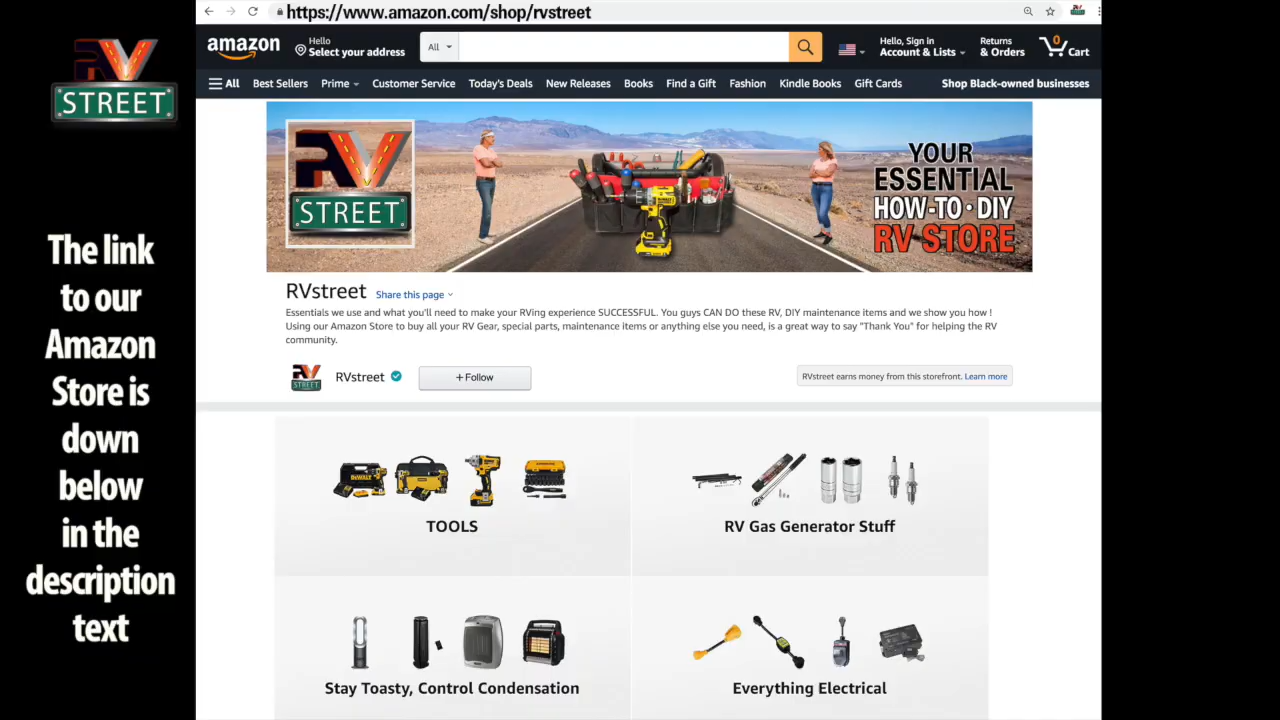 https://www.amazon.com/shop/rvstreet
RV
STREET
The link
to our
Amazon
Store is
down
below
in the
description
text
amazon
Hello
Select your address
All
Hello, Sign in
Account & Lists
Returns
& Orders
0
Cart
All
Best Sellers
Prime
Customer Service
Today's Deals
New Releases
Books
Find a Gift
Fashion
Kindle Books
Gift Cards
Shop Black-owned businesses
RV
STREET
YOUR
ESSENTIAL
HOW-TO•DIY
RV STORE
RVstreet
Share this page
Essentials we use and what you'll need to make your RVing experience SUCCESSFUL. You guys CAN DO these RV, DIY maintenance items and we show you how !
Using our Amazon Store to buy all your RV Gear, special parts, maintenance items or anything else you need, is a great way to say "Thank You" for helping the RV
community.
RV
STREET
RVstreet
+Follow
RVstreet earns money from this storefront. Learn more
TOOLS
RV Gas Generator Stuff
Stay Toasty, Control Condensation
Everything Electrical